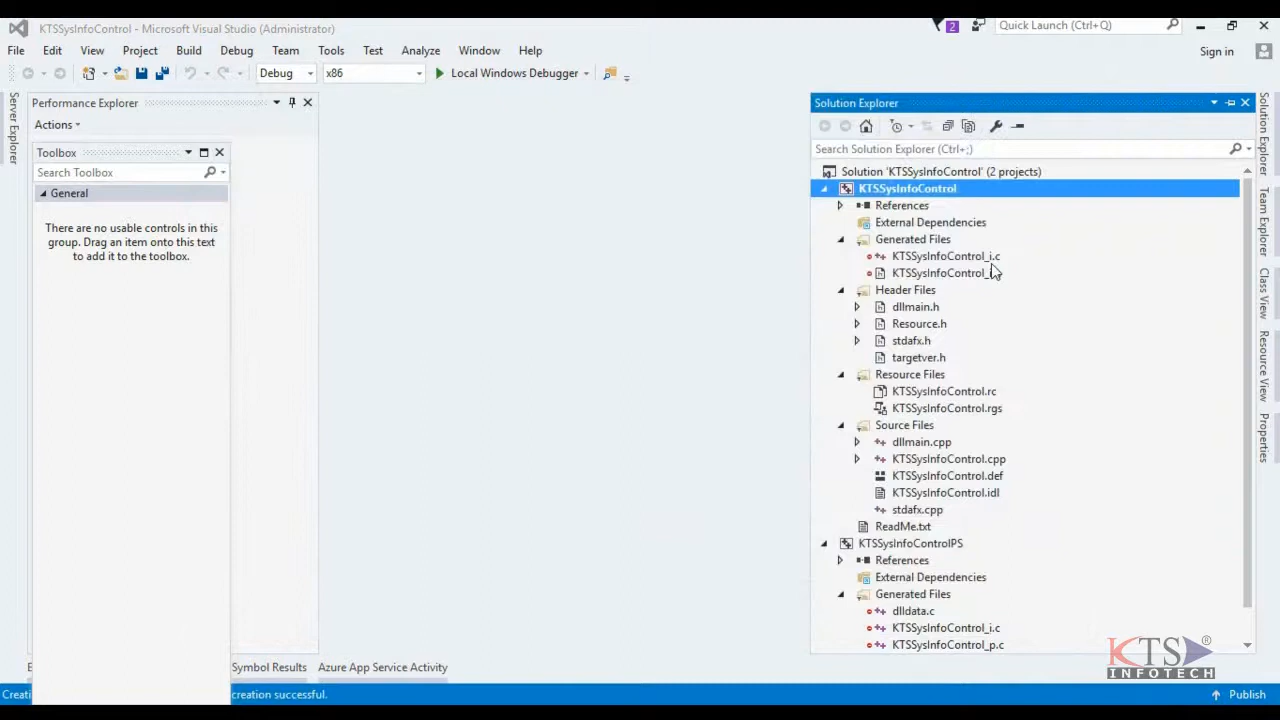 KTSSysInfoControl - Microsoft Visual Studio (Administrator)
2
Quick Launch (Ctrl+Q)
File Edit View Project Build Debug Team Tools Test Analyze Window Help
Sign in
Debug x86 Local Windows Debugger
Server Explorer
Performance Explorer
Actions
Toolbox
Search Toolbox
General
There are no usable controls in this
group. Drag an item onto this text
to add it to the toolbox.
Solution Explorer
Search Solution Explorer (Ctrl+;)
Solution 'KTSSysInfoControl' (2 projects)
KTSSysInfoControl
References
External Dependencies
Generated Files
KTSSysInfoControl_i.c
Header Files
dllmain.h
Resource.h
stdafx.h
targetver.h
Resource Files
KTSSysInfoControl.rc
KTSSysInfoControl.rgs
Source Files
dllmain.cpp
KTSSysInfoControl.cpp
KTSSysInfoControl.def
KTSSysInfoControl.idl
stdafx.cpp
ReadMe.txt
KTSSysInfoControlPS
References
External Dependencies
Generated Files
dlldata.c
KTSSysInfoControl_i.c
KTSSysInfoControl_p.c
Solution Explorer
Team Explorer
Class View
Resource View
Properties
Symbol Results Azure App Service Activity
creation successful.
Publish
KTS®
INFOTECH